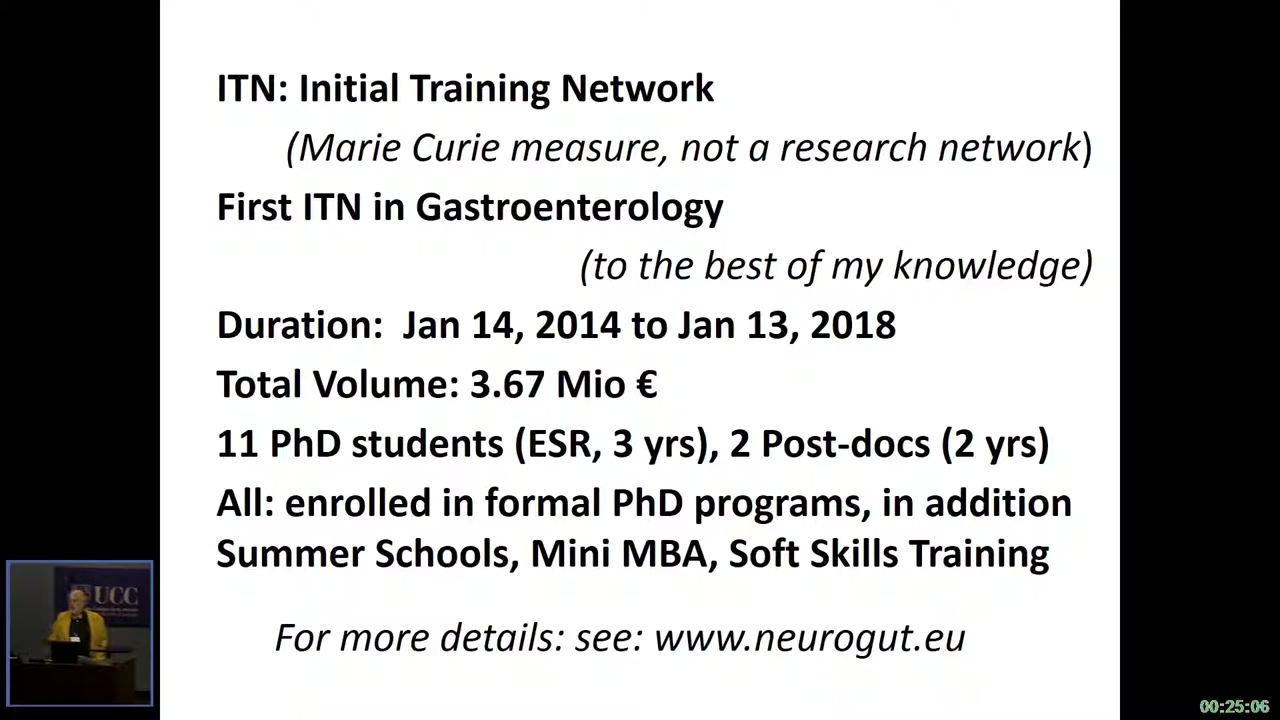 ITN: Initial Training Network
(Marie Curie measure, not a research network)
First ITN in Gastroenterology
(to the best of my knowledge)
Duration:  Jan 14, 2014 to Jan 13, 2018
Total Volume: 3.67 Mio €
11 PhD students (ESR, 3 yrs), 2 Post-docs (2 yrs)
All: enrolled in formal PhD programs, in addition
Summer Schools, Mini MBA, Soft Skills Training
UCC
For more details: see: www.neurogut.eu
00:25:06